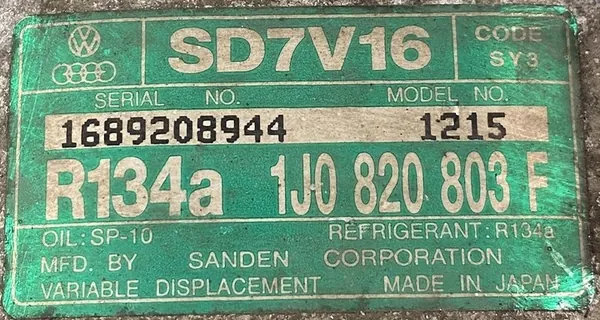 VW SD7V16 CODE
SY3
SERIAL NO. MODEL NO.
1689208944 1215
R134a 1J0 820 803 F
OIL: SP-10 REFRIGERANT: R134a
MFD. BY SANDEN CORPORATION
VARIABLE DISPLACEMENT MADE IN JAPAN